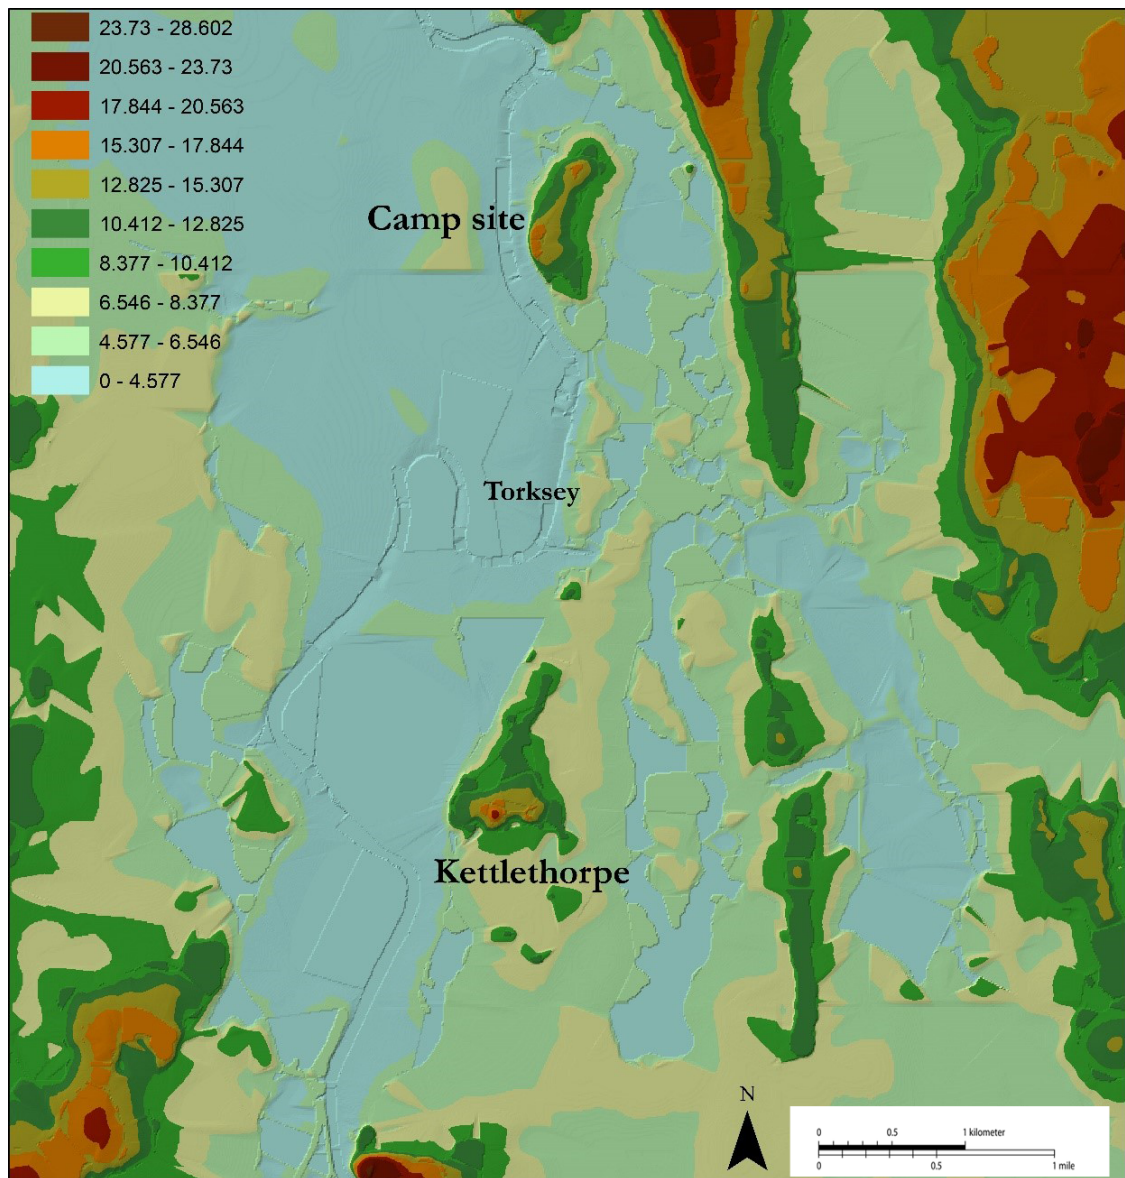 23.73 - 28.602
20.563 - 23.73
17.844 - 20.563
15.307 - 17.844
12.825 - 15.307
10.412 - 12.825
8.377 - 10.412
6.546 - 8.377
4.577 - 6.546
0 - 4.577
Camp site
Torksey
Kettlethorpe
N
0 0.5 1 kilometer
0 0.5 1 mile